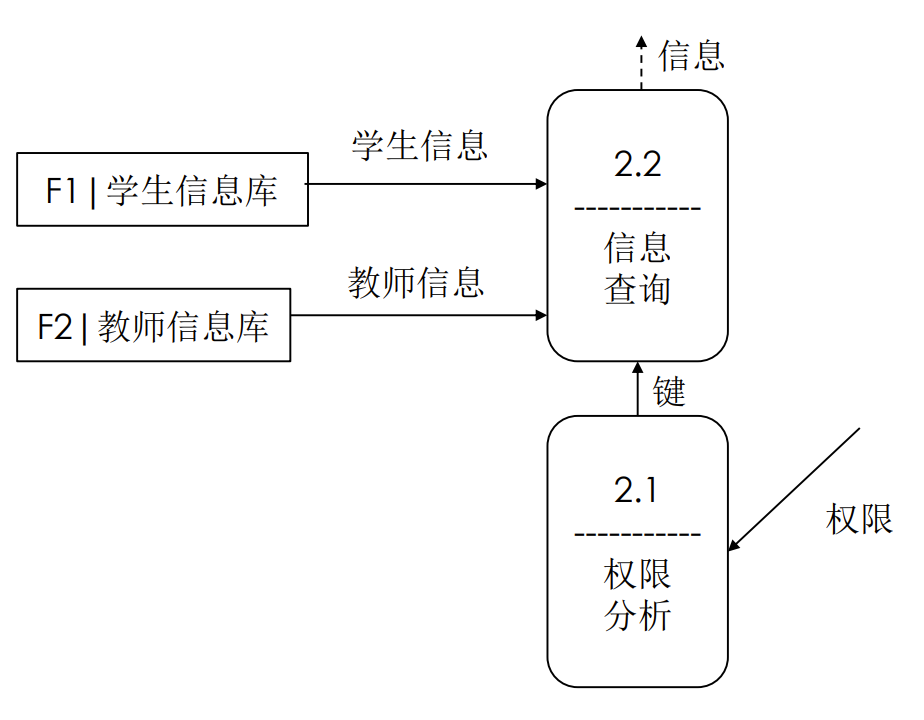 信息
学生信息
2.2
F1 | 学生信息库
-----------
信息
查询
教师信息
F2 | 教师信息库
键
2.1
权限
-----------
权限
分析